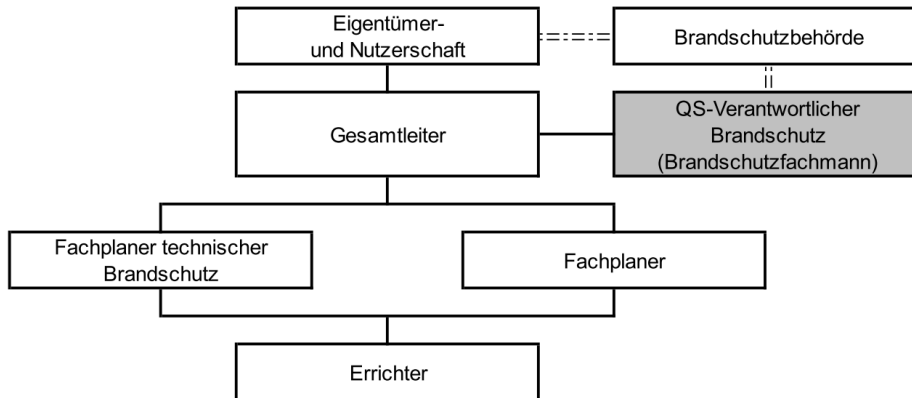 Eigentümer-
und Nutzerschaft
Brandschutzbehörde
Gesamtleiter
QS-Verantwortlicher
Brandschutz
(Brandschutzfachmann)
Fachplaner technischer
Brandschutz
Fachplaner
Errichter